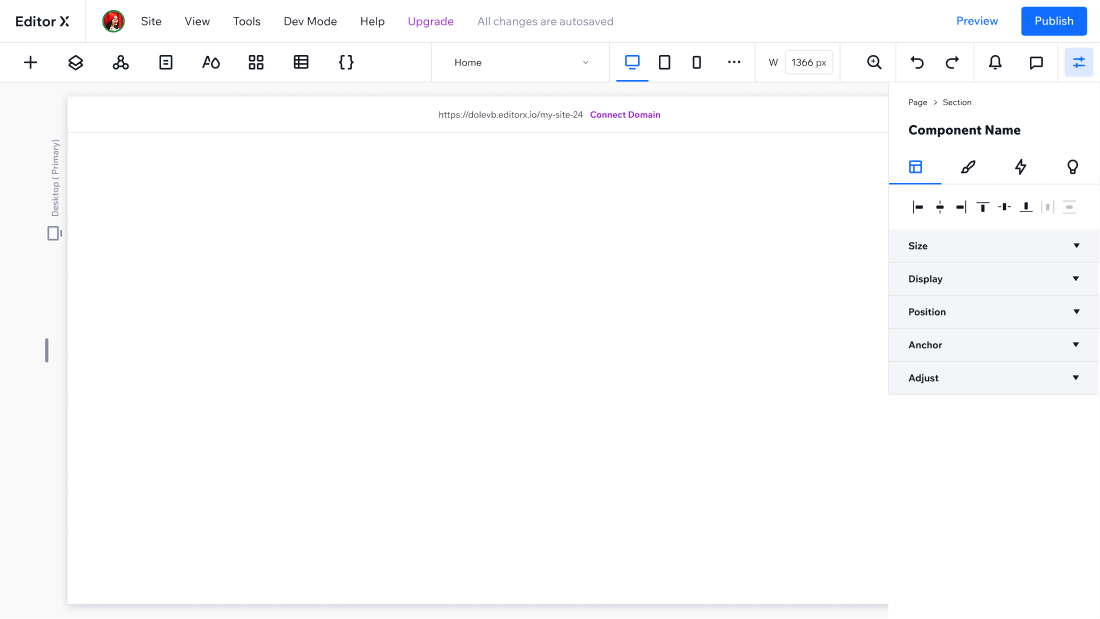 Editor X Site View Tools Dev Mode Help Upgrade All changes are autosaved Preview Publish
Home W 1366 px
Page > Section
https://dolevb.editorx.io/my-site-24 Connect Domain
Component Name
Desktop ( Primary)
Size
Display
Position
Anchor
Adjust